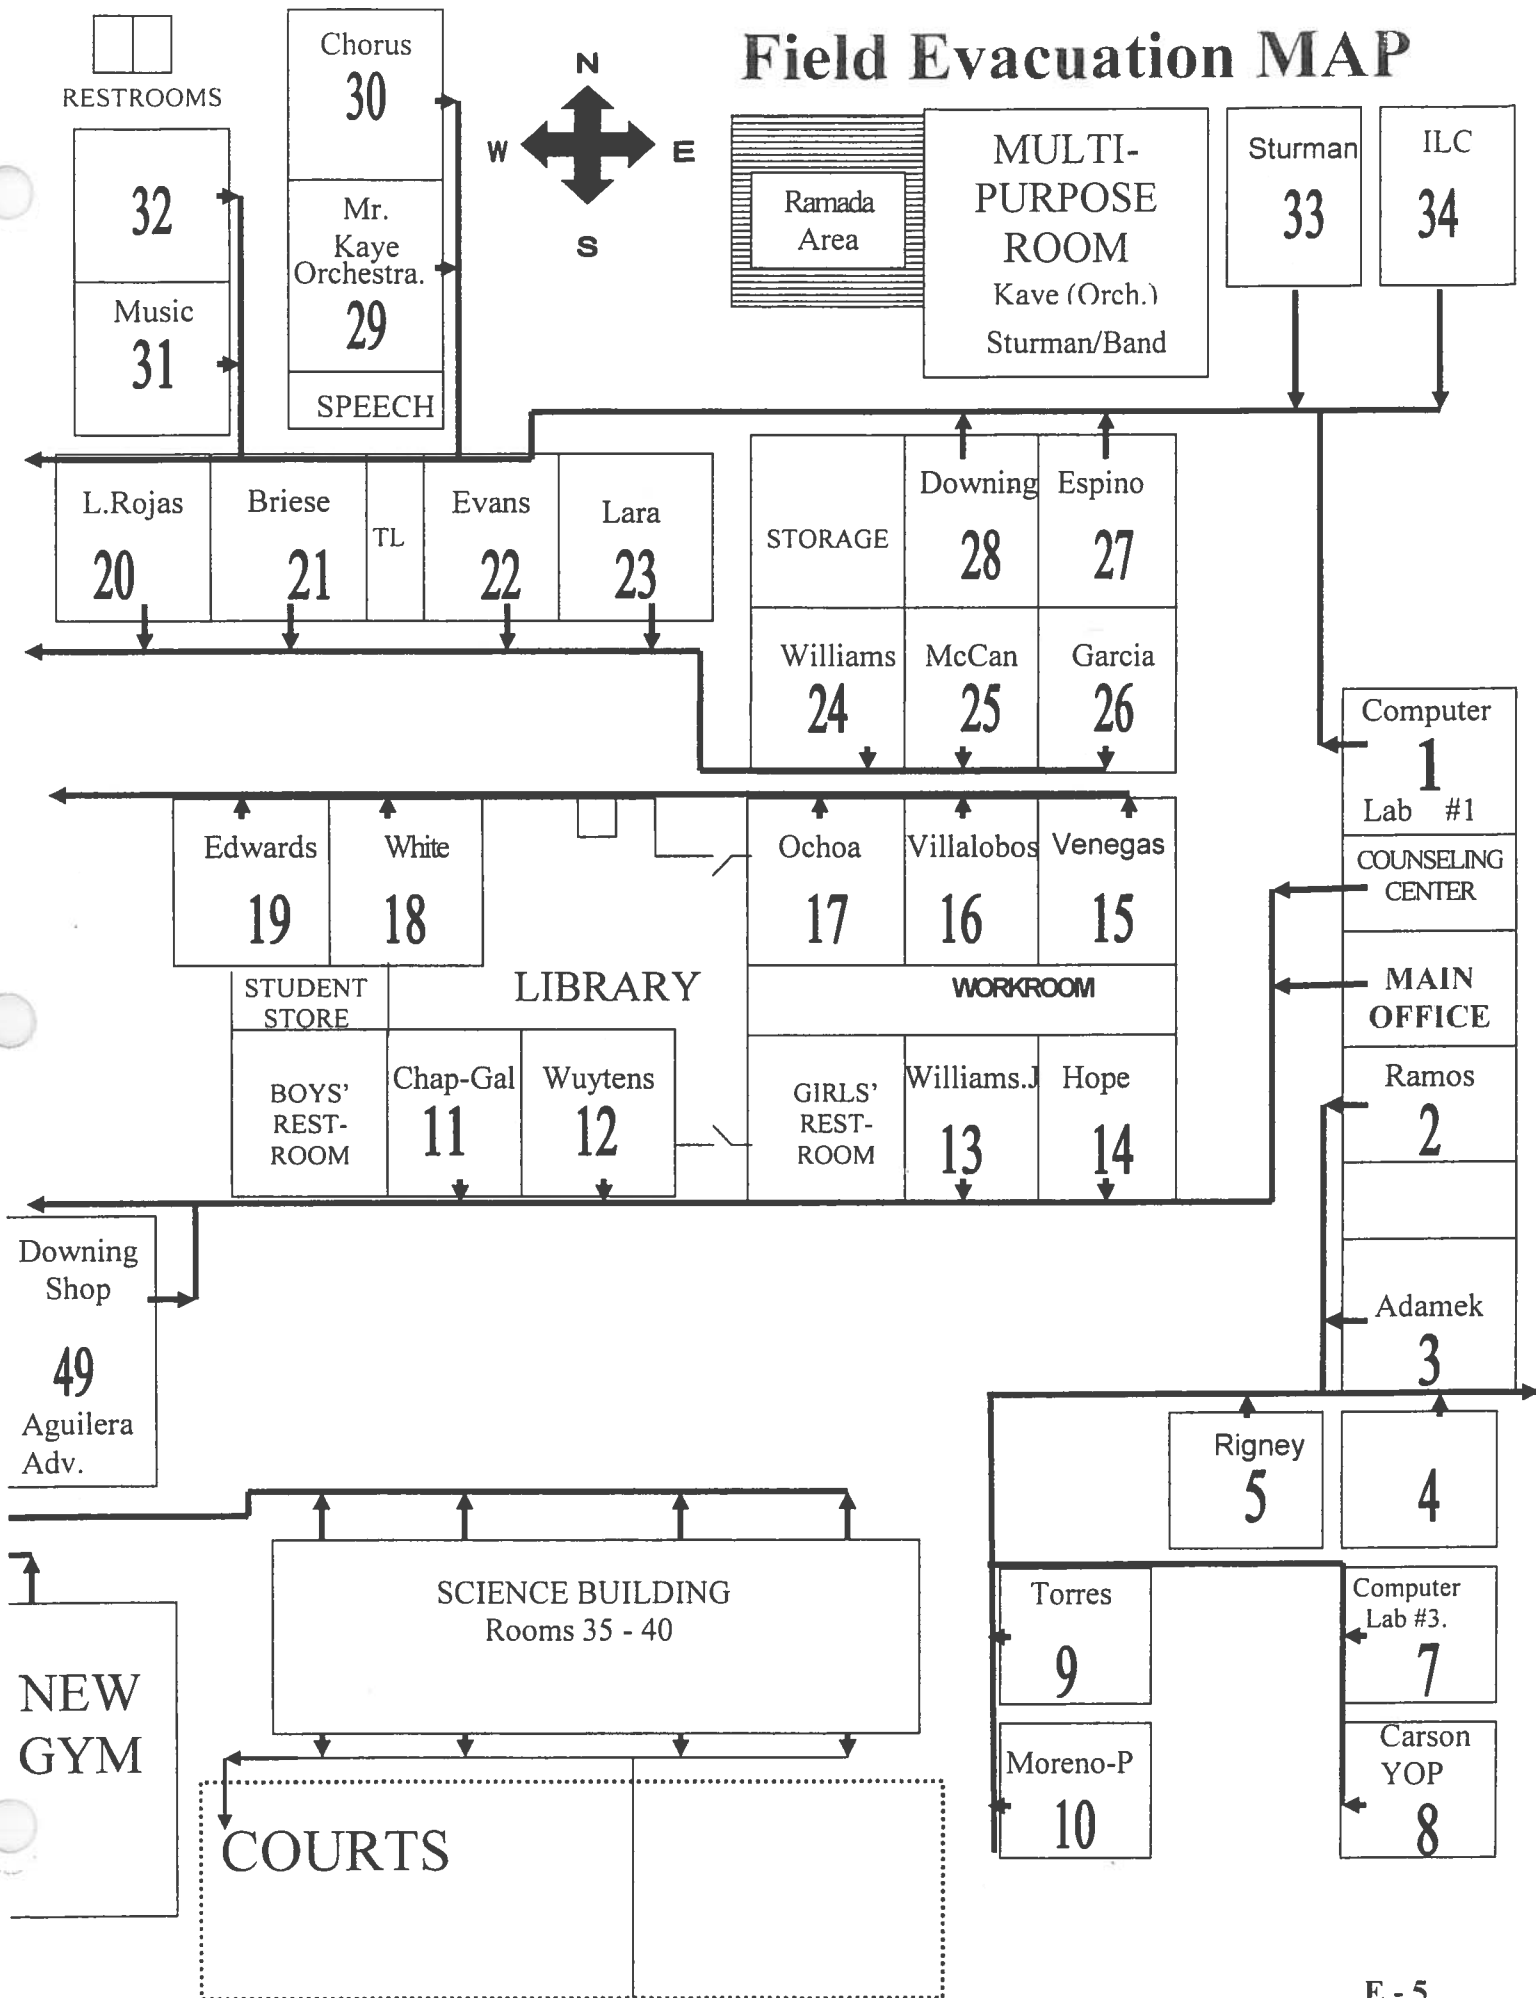 Field Evacuation MAP
RESTROOMS
Chorus
30
N
W
E
S
Ramada
Area
MULTI-
PURPOSE
ROOM
Kave (Orch.)
Sturman/Band
Sturman
33
ILC
34
32
Mr.
Kaye
Orchestra.
29
Music
31
SPEECH
L.Rojas
20
Briese
21
TL
Evans
22
Lara
23
STORAGE
Downing
28
Espino
27
Williams
24
McCan
25
Garcia
26
Computer
1
Lab #1
Edwards
19
White
18
Ochoa
17
Villalobos
16
Venegas
15
COUNSELING
CENTER
STUDENT
STORE
LIBRARY
WORKROOM
MAIN
OFFICE
BOYS'
REST-
ROOM
Chap-Gal
11
Wuytens
12
GIRLS'
REST-
ROOM
Williams.J
13
Hope
14
Ramos
2
Downing
Shop
49
Aguilera
Adv.
Adamek
3
Rigney
5
4
SCIENCE BUILDING
Rooms 35 - 40
Torres
9
Computer
Lab #3.
7
NEW
GYM
Moreno-P
10
Carson
YOP
8
COURTS
E - 5